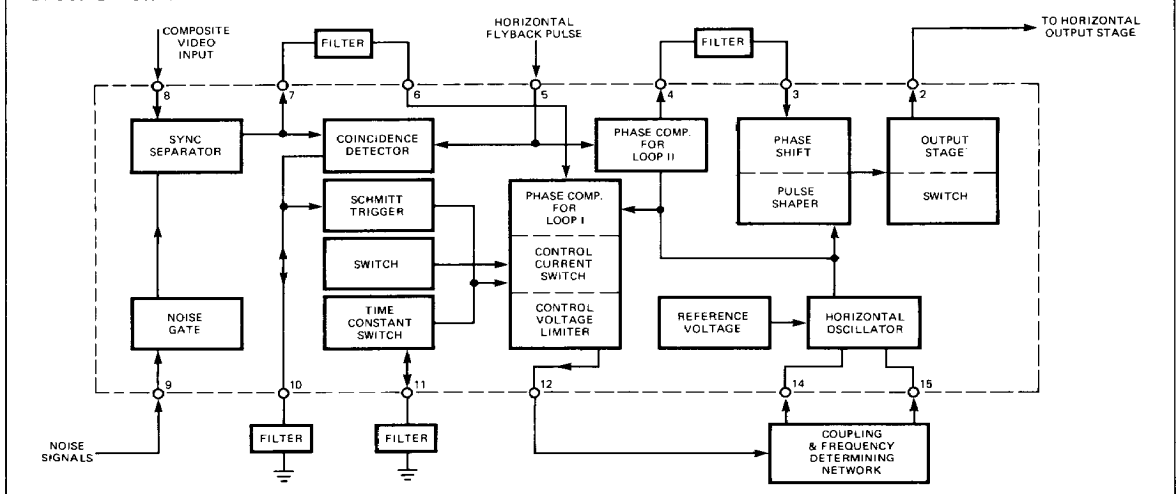 COMPOSITE
VIDEO
INPUT
HORIZONTAL
FLYBACK PULSE
TO HORIZONTAL
OUTPUT STAGE
FILTER
FILTER
8
7
6
5
4
3
2
SYNC
SEPARATOR
COINCIDENCE
DETECTOR
PHASE COMP.
FOR
LOOP II
PHASE
SHIFT
PULSE
SHAPER
OUTPUT
STAGE
SWITCH
SCHMITT
TRIGGER
PHASE COMP.
FOR
LOOP I
CONTROL
CURRENT
SWITCH
CONTROL
VOLTAGE
LIMITER
SWITCH
NOISE
GATE
TIME
CONSTANT
SWITCH
REFERENCE
VOLTAGE
HORIZONTAL
OSCILLATOR
9
10
11
12
14
15
NOISE
SIGNALS
FILTER
FILTER
COUPLING
& FREQUENCY
DETERMINING
NETWORK